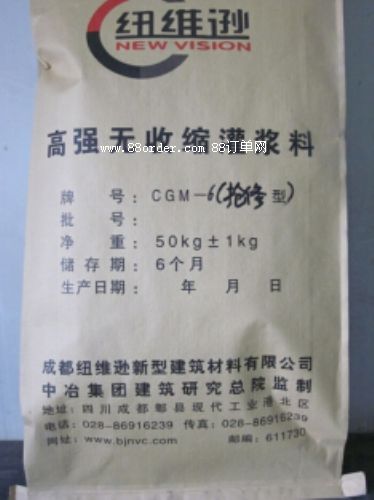 纽维逊
NEW VISION
高强无收缩灌浆料
www.88order.com 88订单网
牌 号: CGM-6(抢修型)
批 号:
净 重: 50kg±1kg
储 存 期: 6个月
生产日期: 年 月 日
成都纽维逊新型建筑材料有限公司
中冶集团建筑研究总院监制
地址: 四川成都郫县现代工业港北区
电话: 028-86916239 传真: 028-86916239
网址: www.bjnvc.com 邮编: 611730